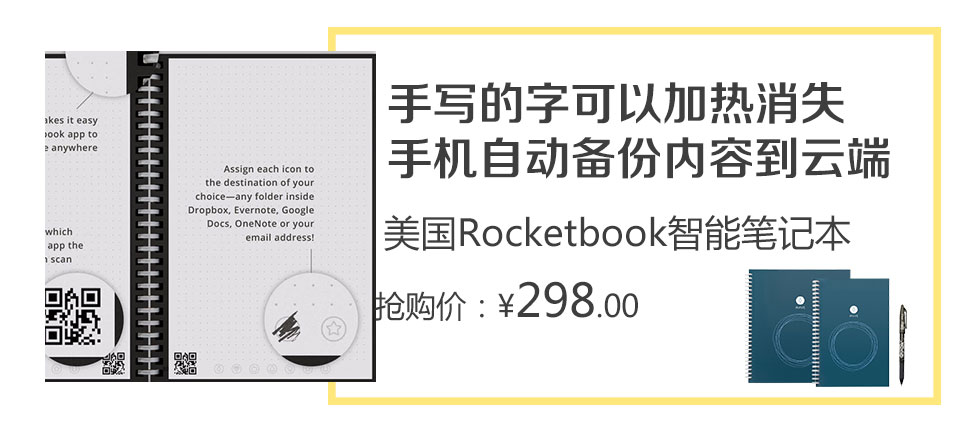 akes it easy
book app to
e anywhere
which
app the
n scan
Assign each icon to
the destination of your
choice—any folder inside
Dropbox, Evernote, Google
Docs, OneNote or your
email address!
手写的字可以加热消失
手机自动备份内容到云端
美国Rocketbook智能笔记本
抢购价：¥298.00